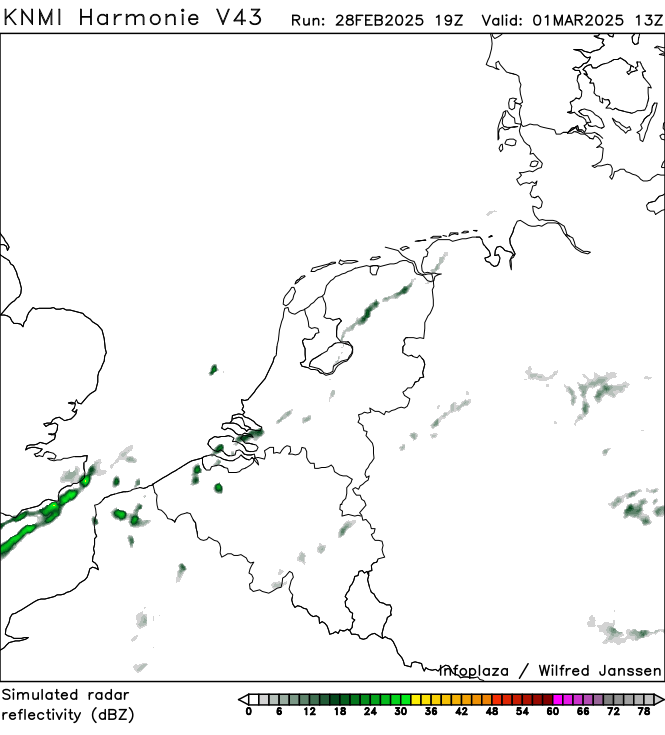 KNMI Harmonie V43 Run: 28FEB2025 19Z Valid: 01MAR2025 13Z
Infoplaza / Wilfred Janssen
Simulated radar
reflectivity (dBZ)
0 6 12 18 24 30 36 42 48 54 60 66 72 78